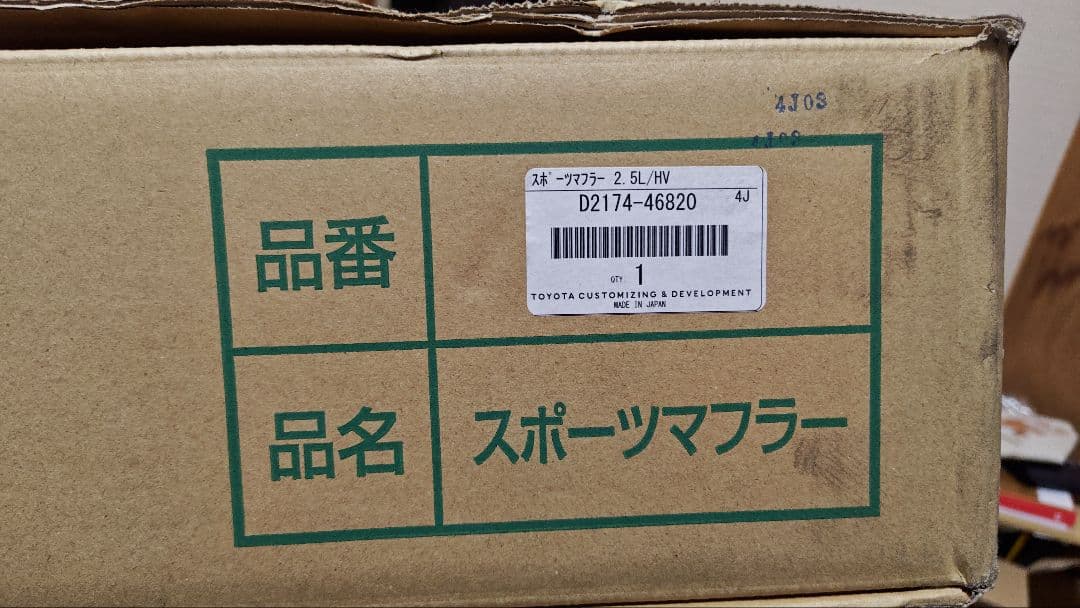 4J03
品番
スポーツマフラー 2.5L/HV
D2174-46820
4J
QTY 1
TOYOTA CUSTOMIZING & DEVELOPMENT
MADE IN JAPAN
品名
スポーツマフラー